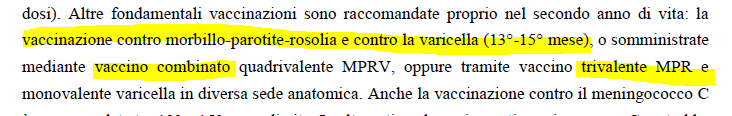 dosi). Altre fondamentali vaccinazioni sono raccomandate proprio nel secondo anno di vita: la
vaccinazione contro morbillo-parotite-rosolia e contro la varicella (13°-15° mese), o somministrate
mediante vaccino combinato quadrivalente MPRV, oppure tramite vaccino trivalente MPR e
monovalente varicella in diversa sede anatomica. Anche la vaccinazione contro il meningococco C